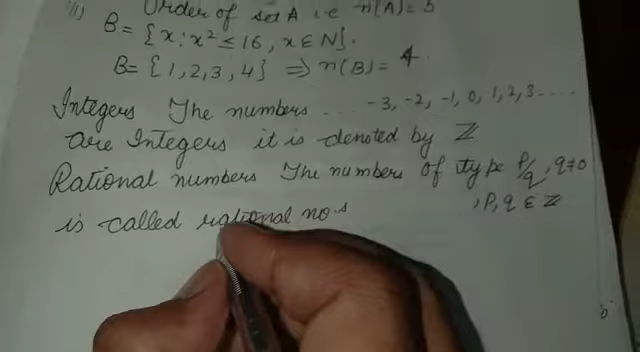 (ii) Order of set A i.e n(A)=3
B = {x : x² ≤ 16, x ∈ N}.
B = {1, 2, 3, 4} ⇒ n(B) = 4.
Integers The numbers ... -3, -2, -1, 0, 1, 2, 3 .....
are Integers it is denoted by Z
Rational numbers The numbers of type P/q, q≠0
, P, q ∈ Z
is called rational no.s